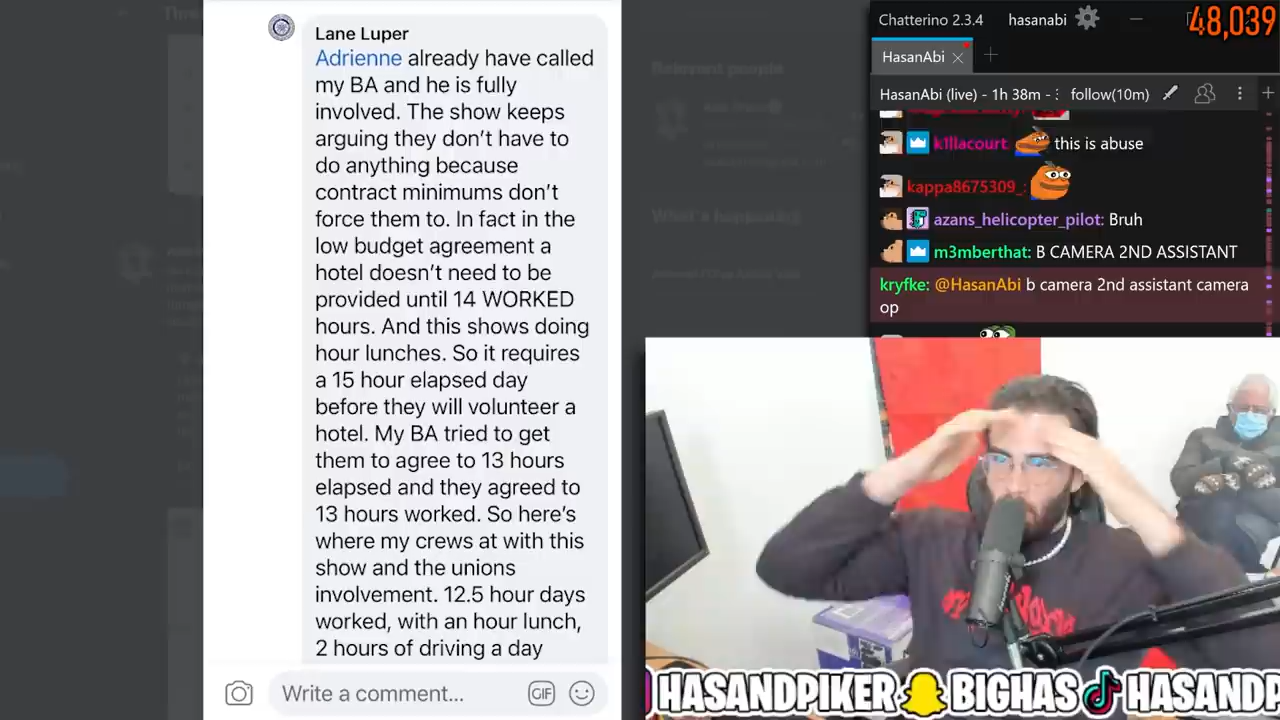 Lane Luper
Adrienne already have called
my BA and he is fully
involved. The show keeps
arguing they don't have to
do anything because
contract minimums don't
force them to. In fact in the
low budget agreement a
hotel doesn't need to be
provided until 14 WORKED
hours. And this shows doing
hour lunches. So it requires
a 15 hour elapsed day
before they will volunteer a
hotel. My BA tried to get
them to agree to 13 hours
elapsed and they agreed to
13 hours worked. So here's
where my crews at with this
show and the unions
involvement. 12.5 hour days
worked, with an hour lunch,
2 hours of driving a day
Write a comment...
GIF
Chatterino 2.3.4 hasanabi
48,039
HasanAbi
HasanAbi (live) - 1h 38m - : follow(10m)
k1llacourt: this is abuse
kappa8675309_:
azans_helicopter_pilot: Bruh
m3mberthat: B CAMERA 2ND ASSISTANT
kryfke: @HasanAbi b camera 2nd assistant camera
op
HASANDPIKER BIGHAS HASANDP